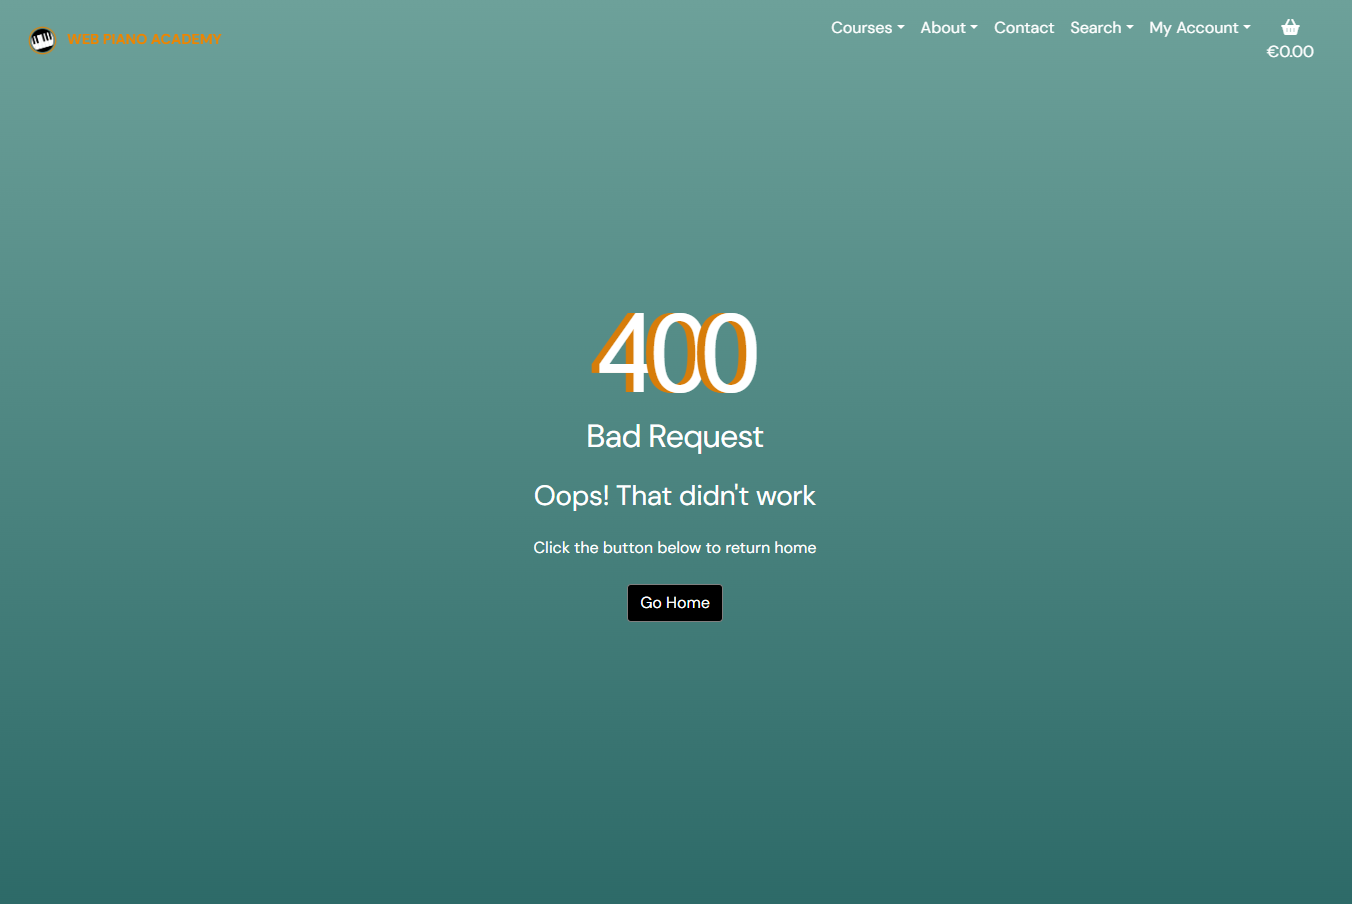 WEB PIANO ACADEMY
Courses
About
Contact
Search
My Account
€0.00
400
Bad Request
Oops! That didn't work
Click the button below to return home
Go Home